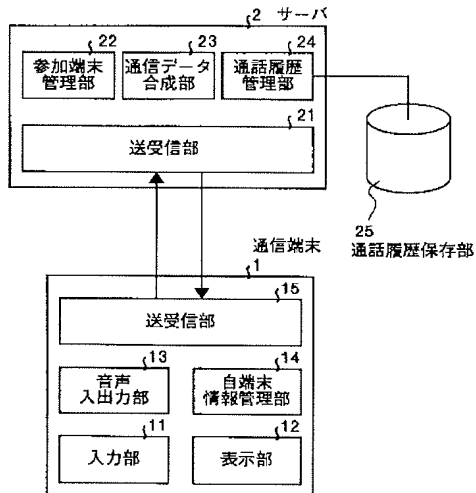 2 サーバ
22 23 24
参加端末
管理部
通信データ
合成部
通話履歴
管理部
21
送受信部
25
通話履歴保存部
通信端末
1
15
送受信部
13
音声
入出力部
14
自端末
情報管理部
11
入力部
12
表示部